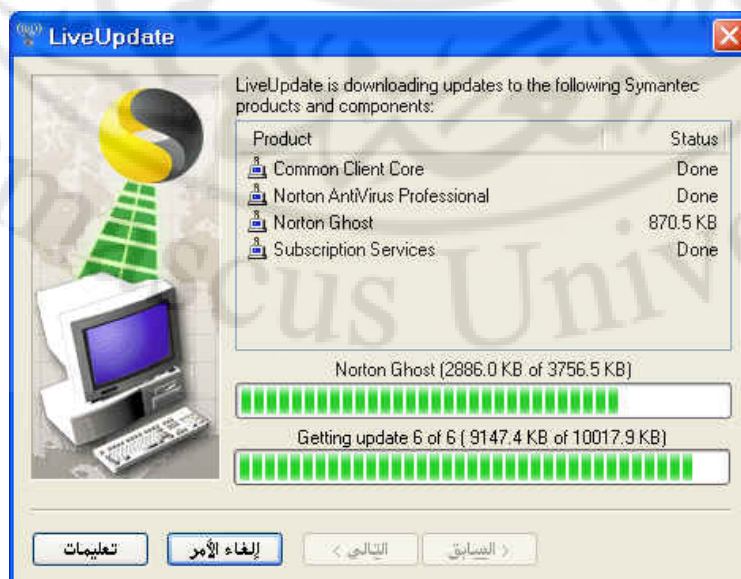 LiveUpdate
LiveUpdate is downloading updates to the following Symantec
products and components:
Product Status
Common Client Core Done
Norton AntiVirus Professional Done
Norton Ghost 870.5 KB
Subscription Services Done
Norton Ghost (2886.0 KB of 3756.5 KB)
Getting update 6 of 6 ( 9147.4 KB of 10017.9 KB)
تعليمات إلغاء الأمر التالي > < السابق